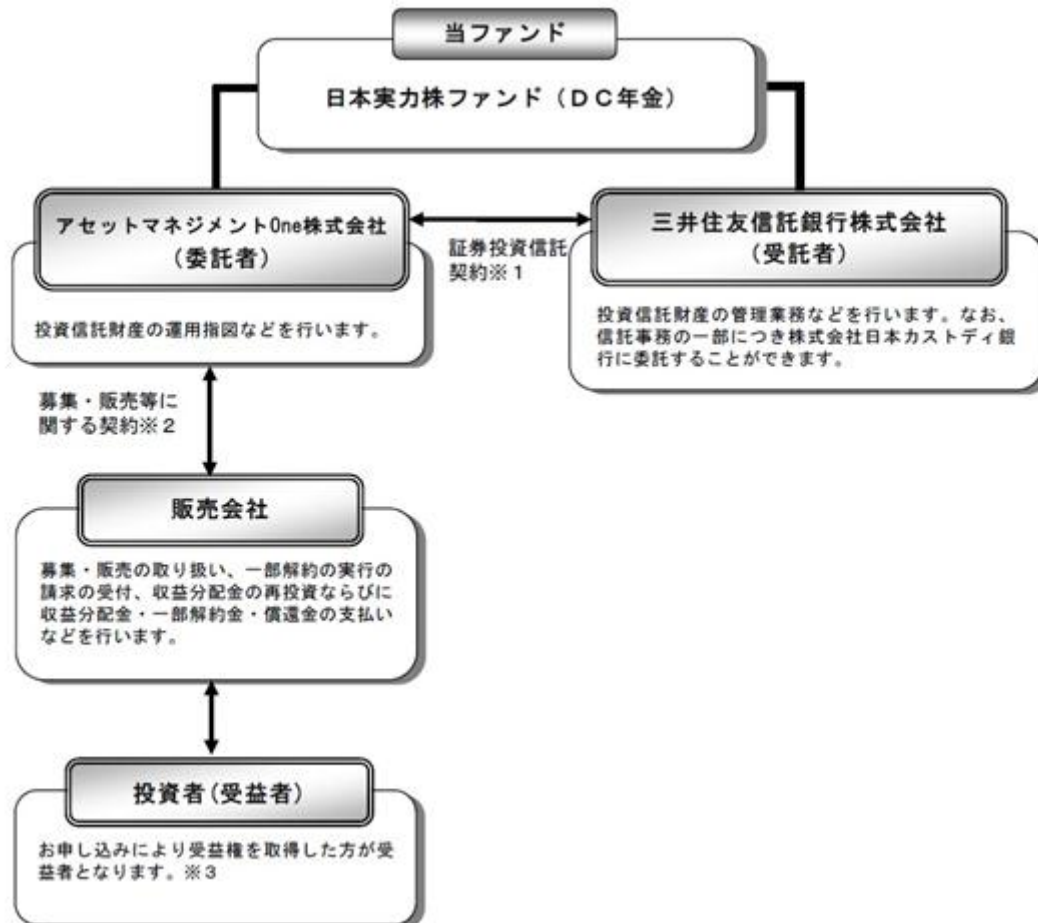 当ファンド
日本実力株ファンド（ＤＣ年金）
アセットマネジメントOne株式会社
（委託者）
投資信託財産の運用指図などを行います。
証券投資信託
契約※１
三井住友信託銀行株式会社
（受託者）
投資信託財産の管理業務などを行います。なお、
信託事務の一部につき株式会社日本カストディ銀
行に委託することができます。
募集・販売等に
関する契約※２
販売会社
募集・販売の取り扱い、一部解約の実行の
請求の受付、収益分配金の再投資ならびに
収益分配金・一部解約金・償還金の支払い
などを行います。
投資者(受益者)
お申し込みにより受益権を取得した方が受
益者となります。※３